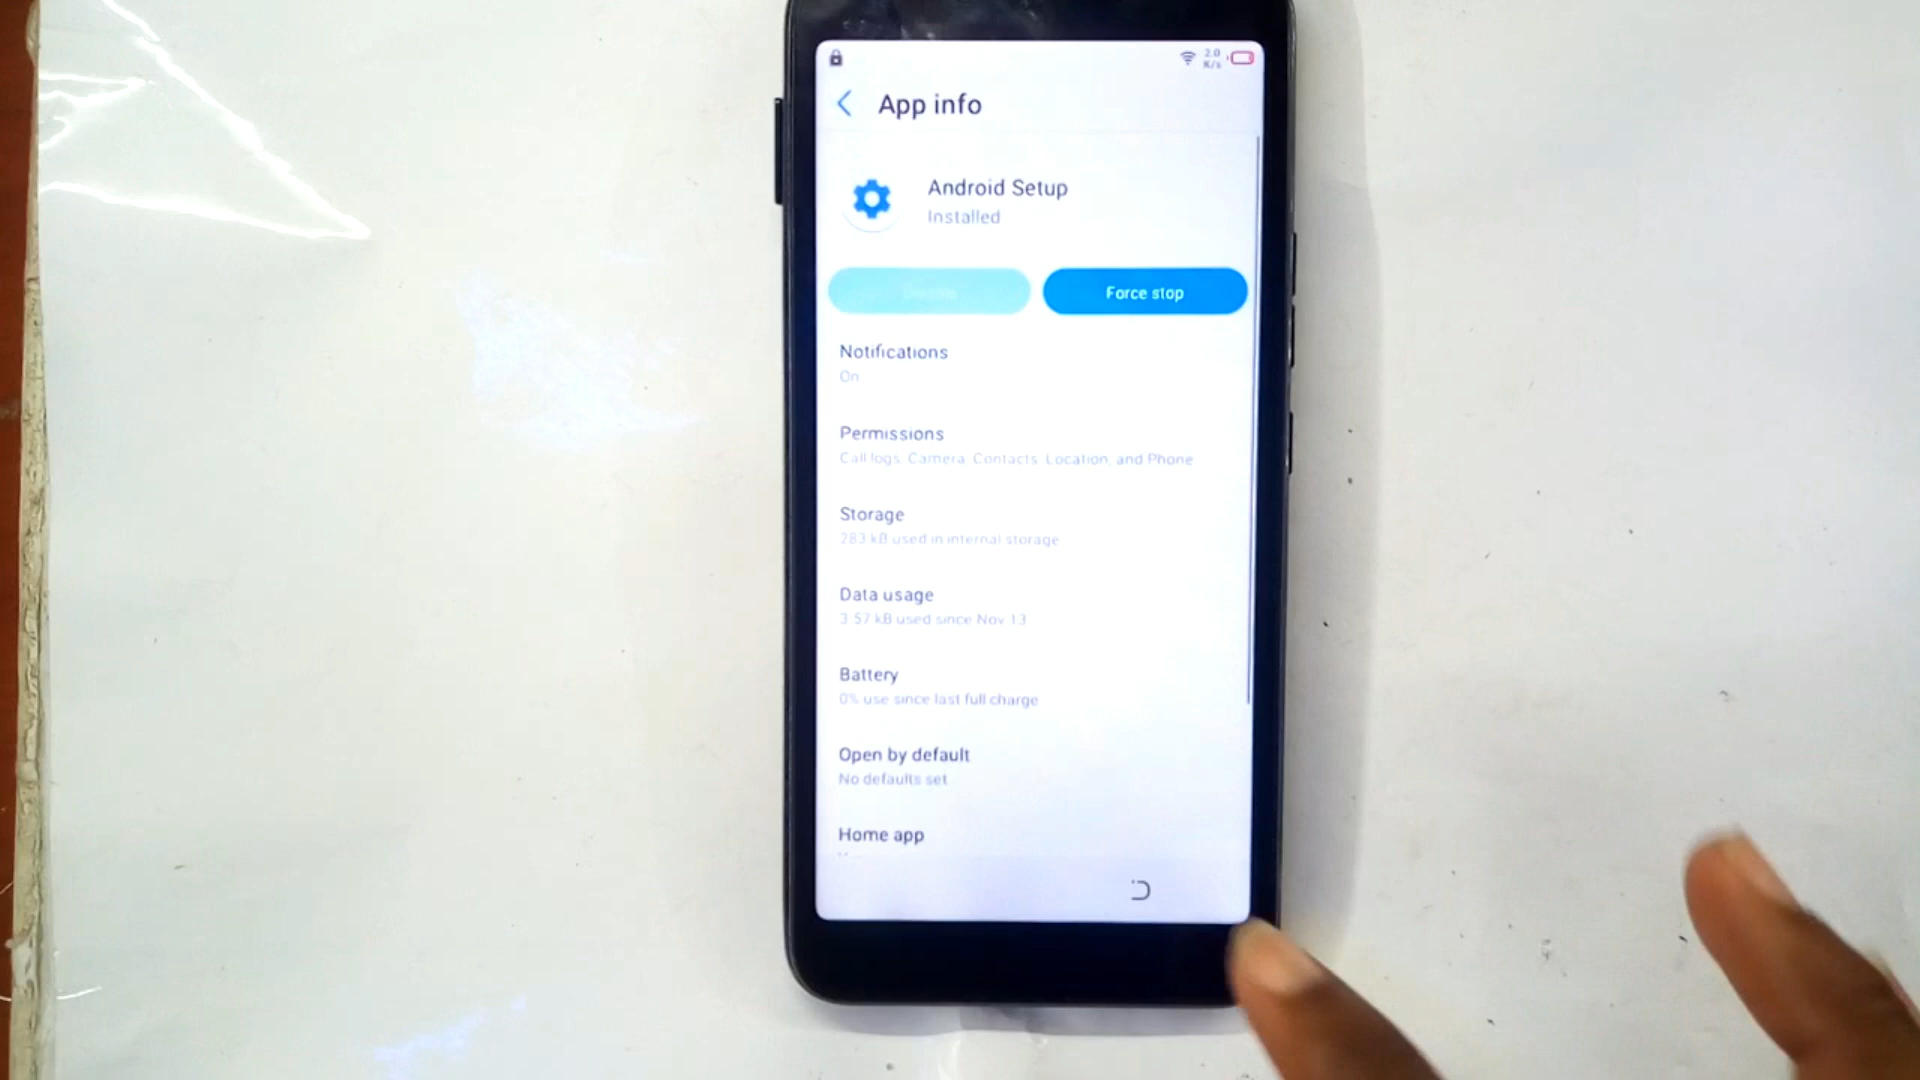 2.0
K/s
App info
Android Setup
Installed
Force stop
Notifications
On
Permissions
Call logs, Camera, Contacts, Location, and Phone
Storage
283 kB used in internal storage
Data usage
3.57 kB used since Nov 13
Battery
0% use since last full charge
Open by default
No defaults set
Home app